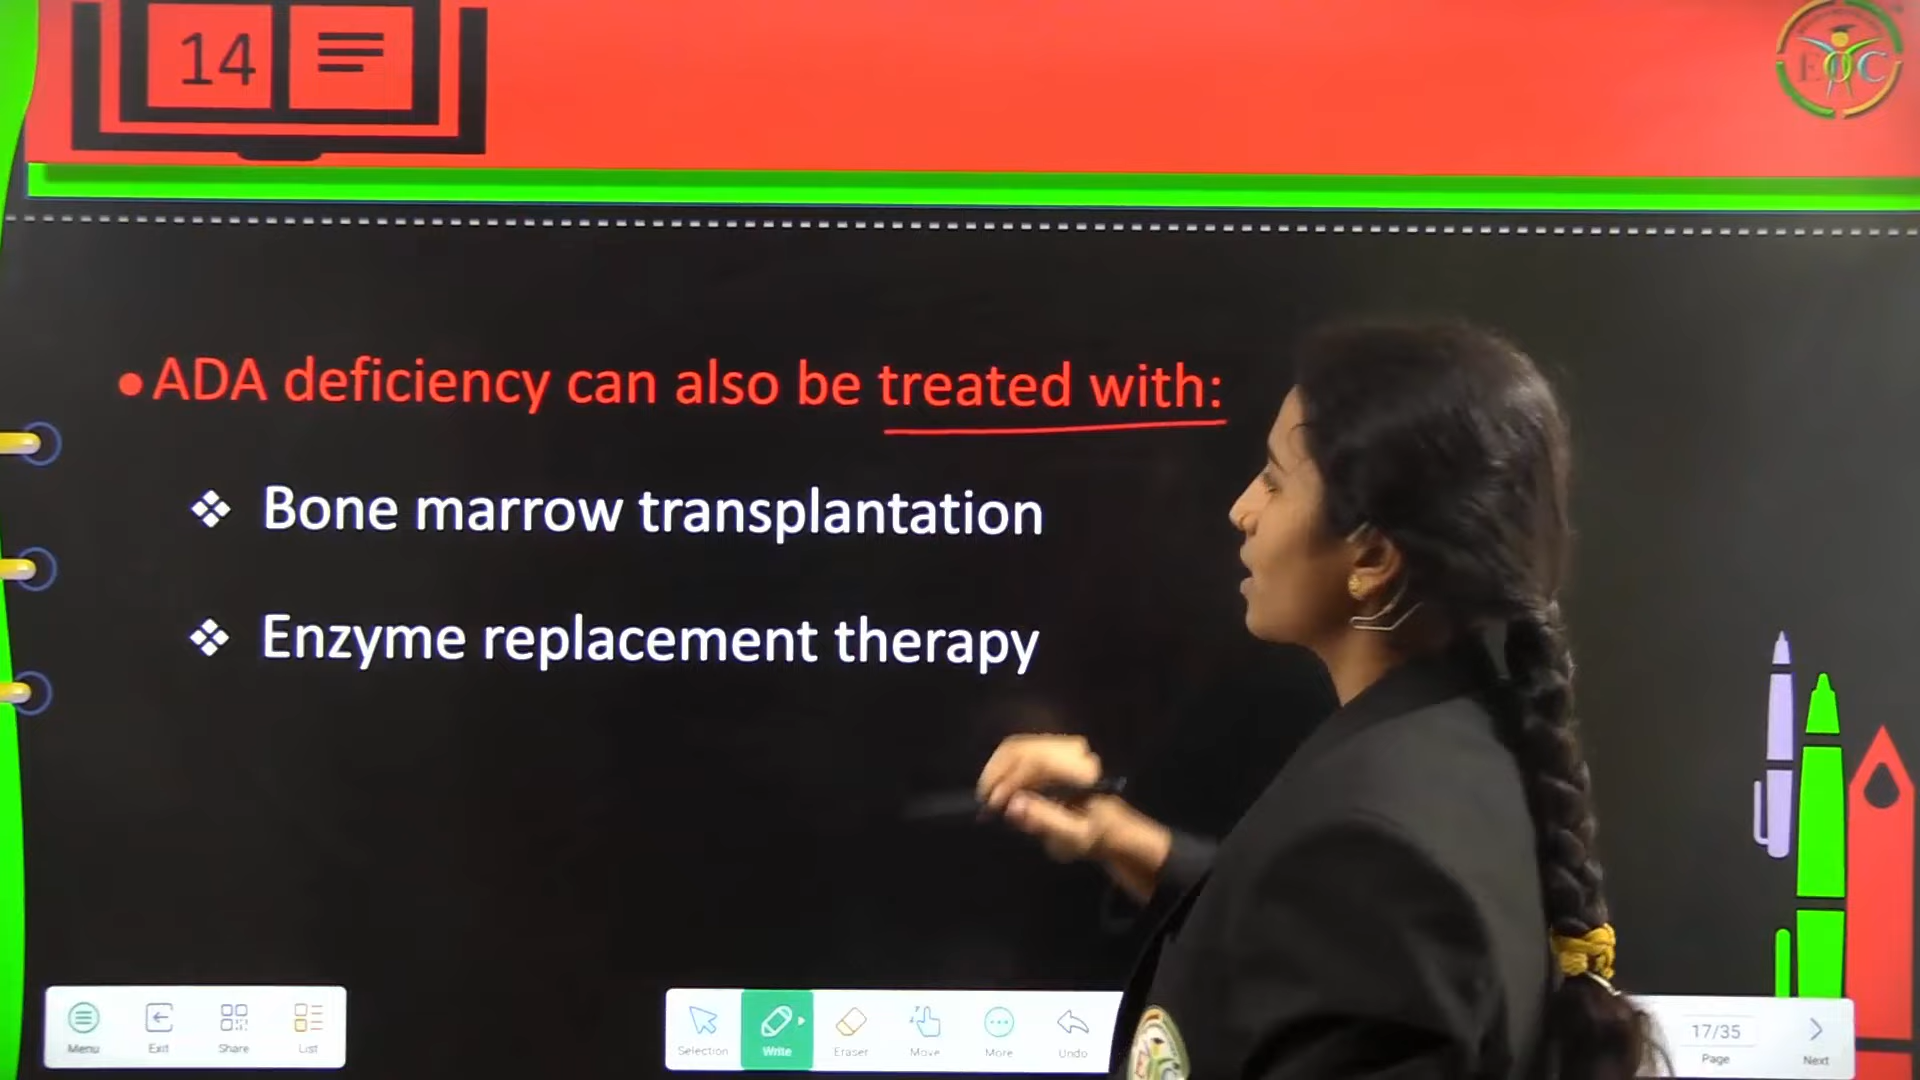 14
EDC
•ADA deficiency can also be treated with:
❖ Bone marrow transplantation
❖ Enzyme replacement therapy
Menu Exit Share List
Selection Write Eraser Move More Undo
17/35
Page Next